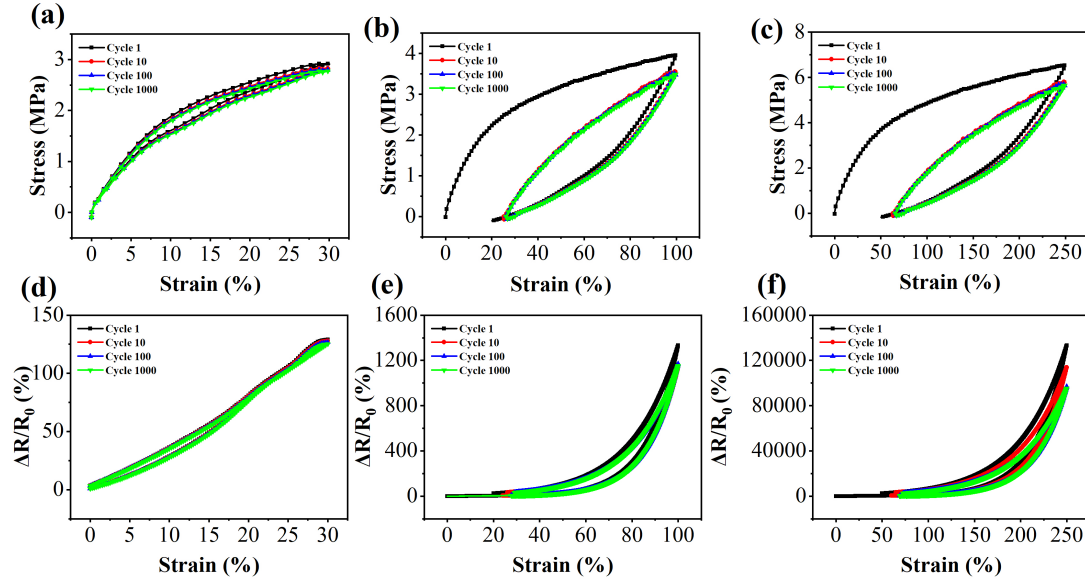 (a)
Cycle 1
Cycle 10
Cycle 100
Cycle 1000
Stress (MPa)
3
2
1
0
0 5 10 15 20 25 30
Strain (%)
(b)
Cycle 1
Cycle 10
Cycle 100
Cycle 1000
Stress (MPa)
4
3
2
1
0
0 20 40 60 80 100
Strain (%)
(c)
Cycle 1
Cycle 10
Cycle 100
Cycle 1000
Stress (MPa)
8
6
4
2
0
0 50 100 150 200 250
Strain (%)
(d)
Cycle 1
Cycle 10
Cycle 100
Cycle 1000
ΔR/R₀ (%)
150
100
50
0
0 5 10 15 20 25 30
Strain (%)
(e)
Cycle 1
Cycle 10
Cycle 100
Cycle 1000
ΔR/R₀ (%)
1600
1200
800
400
0
0 20 40 60 80 100
Strain (%)
(f)
Cycle 1
Cycle 10
Cycle 100
Cycle 1000
ΔR/R₀ (%)
160000
120000
80000
40000
0
0 50 100 150 200 250
Strain (%)